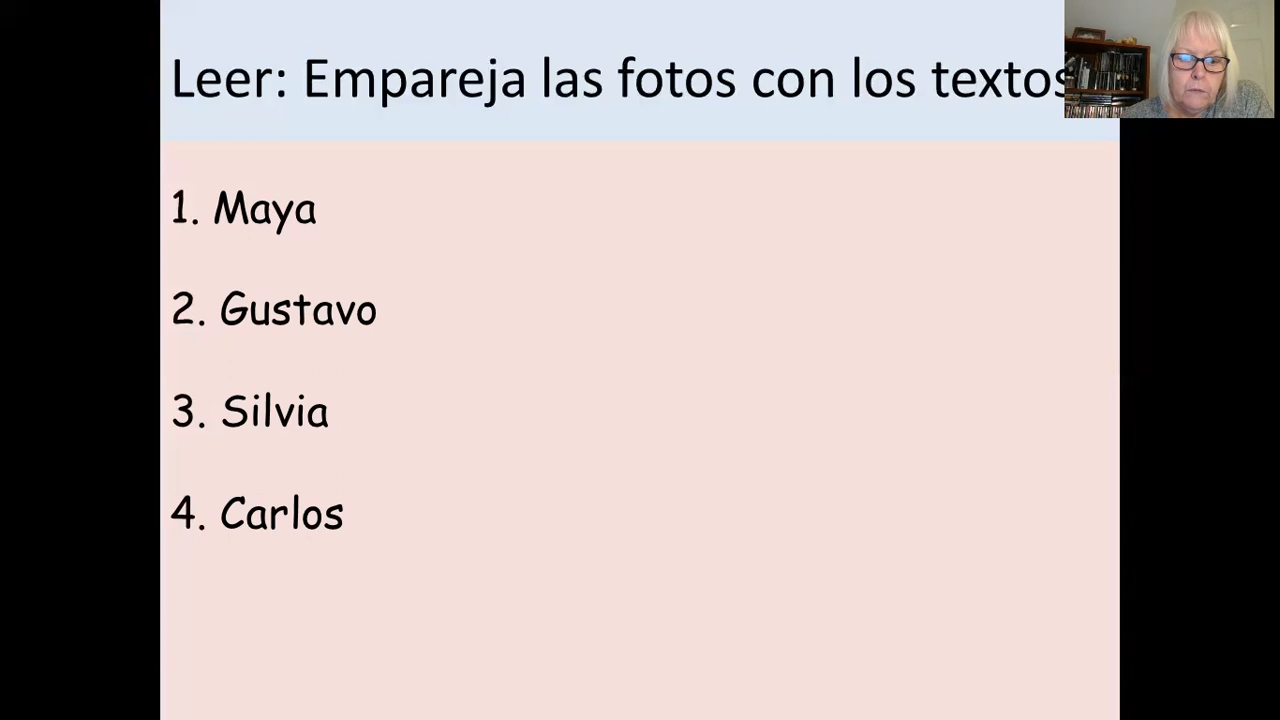 Leer: Empareja las fotos con los textos
1. Maya
2. Gustavo
3. Silvia
4. Carlos